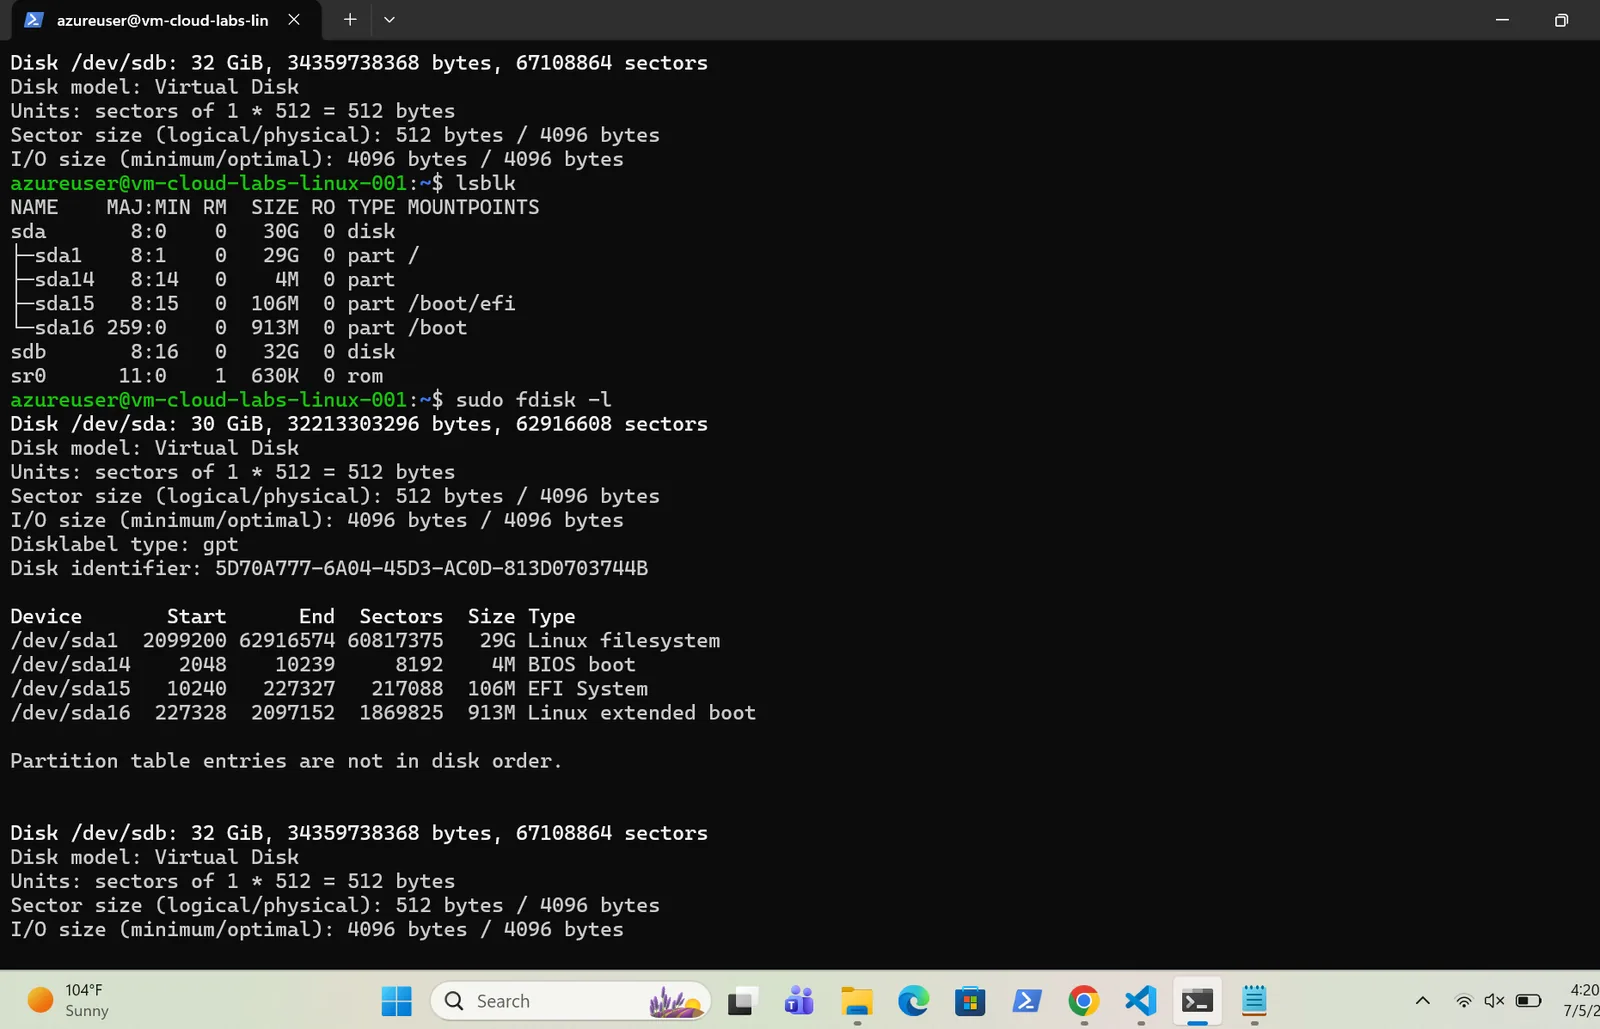 azureuser@vm-cloud-labs-lin
Disk /dev/sdb: 32 GiB, 34359738368 bytes, 67108864 sectors
Disk model: Virtual Disk
Units: sectors of 1 * 512 = 512 bytes
Sector size (logical/physical): 512 bytes / 4096 bytes
I/O size (minimum/optimal): 4096 bytes / 4096 bytes
azureuser@vm-cloud-labs-linux-001:~$ lsblk
NAME    MAJ:MIN RM  SIZE RO TYPE MOUNTPOINTS
sda       8:0    0   30G  0 disk
├─sda1    8:1    0   29G  0 part /
├─sda14   8:14   0    4M  0 part
├─sda15   8:15   0  106M  0 part /boot/efi
└─sda16 259:0    0  913M  0 part /boot
sdb       8:16   0   32G  0 disk
sr0      11:0    1  630K  0 rom
azureuser@vm-cloud-labs-linux-001:~$ sudo fdisk -l
Disk /dev/sda: 30 GiB, 32213303296 bytes, 62916608 sectors
Disk model: Virtual Disk
Units: sectors of 1 * 512 = 512 bytes
Sector size (logical/physical): 512 bytes / 4096 bytes
I/O size (minimum/optimal): 4096 bytes / 4096 bytes
Disklabel type: gpt
Disk identifier: 5D70A777-6A04-45D3-AC0D-813D0703744B
Device       Start      End  Sectors  Size Type
/dev/sda1  2099200 62916574 60817375   29G Linux filesystem
/dev/sda14    2048    10239     8192    4M BIOS boot
/dev/sda15   10240   227327   217088  106M EFI System
/dev/sda16  227328  2097152  1869825  913M Linux extended boot
Partition table entries are not in disk order.
Disk /dev/sdb: 32 GiB, 34359738368 bytes, 67108864 sectors
Disk model: Virtual Disk
Units: sectors of 1 * 512 = 512 bytes
Sector size (logical/physical): 512 bytes / 4096 bytes
I/O size (minimum/optimal): 4096 bytes / 4096 bytes
104°F
Sunny
Search
4:20
7/5/2